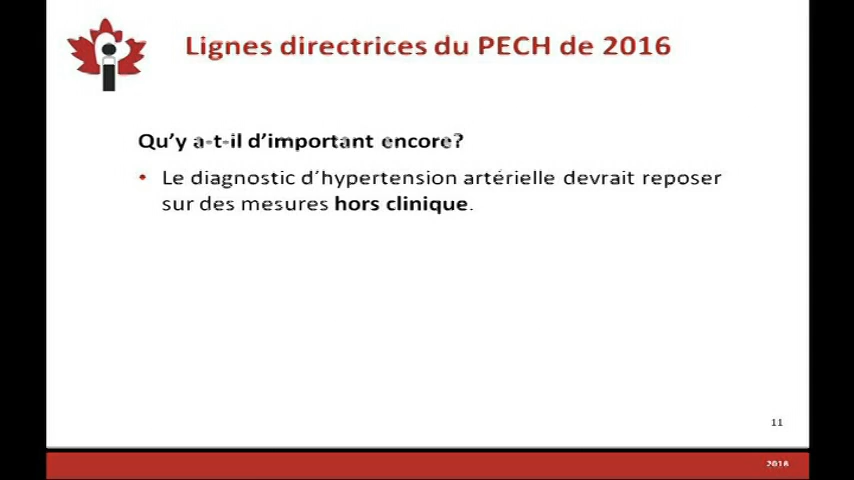 Lignes directrices du PECH de 2016
Qu’y a-t-il d’important encore?
• Le diagnostic d´hypertension artérielle devrait reposer
sur des mesures hors clinique.
11
2016